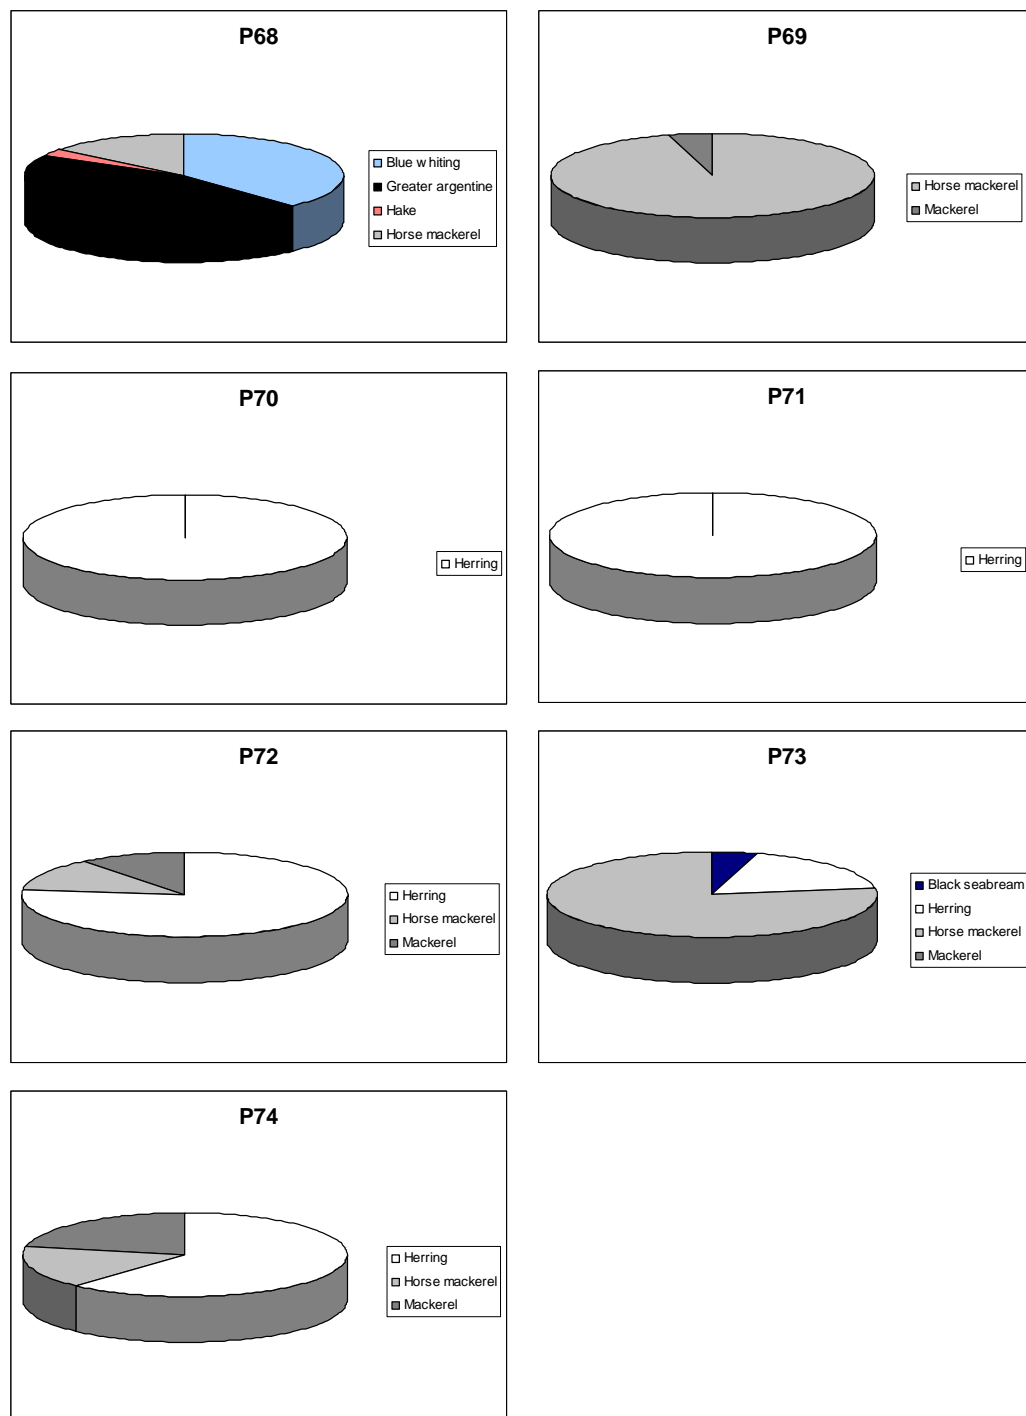 P68
Blue whiting
Greater argentine
Hake
Horse mackerel
P69
Horse mackerel
Mackerel
P70
Herring
P71
Herring
P72
Herring
Horse mackerel
Mackerel
P73
Black seabream
Herring
Horse mackerel
Mackerel
P74
Herring
Horse mackerel
Mackerel